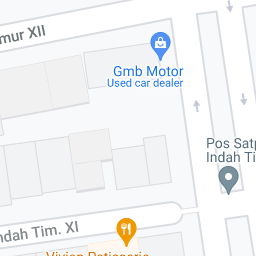 mur XII
Gmb Motor
Used car dealer
Pos Satp
Indah Ti
ndah Tim. XI
Vivian Patisserie